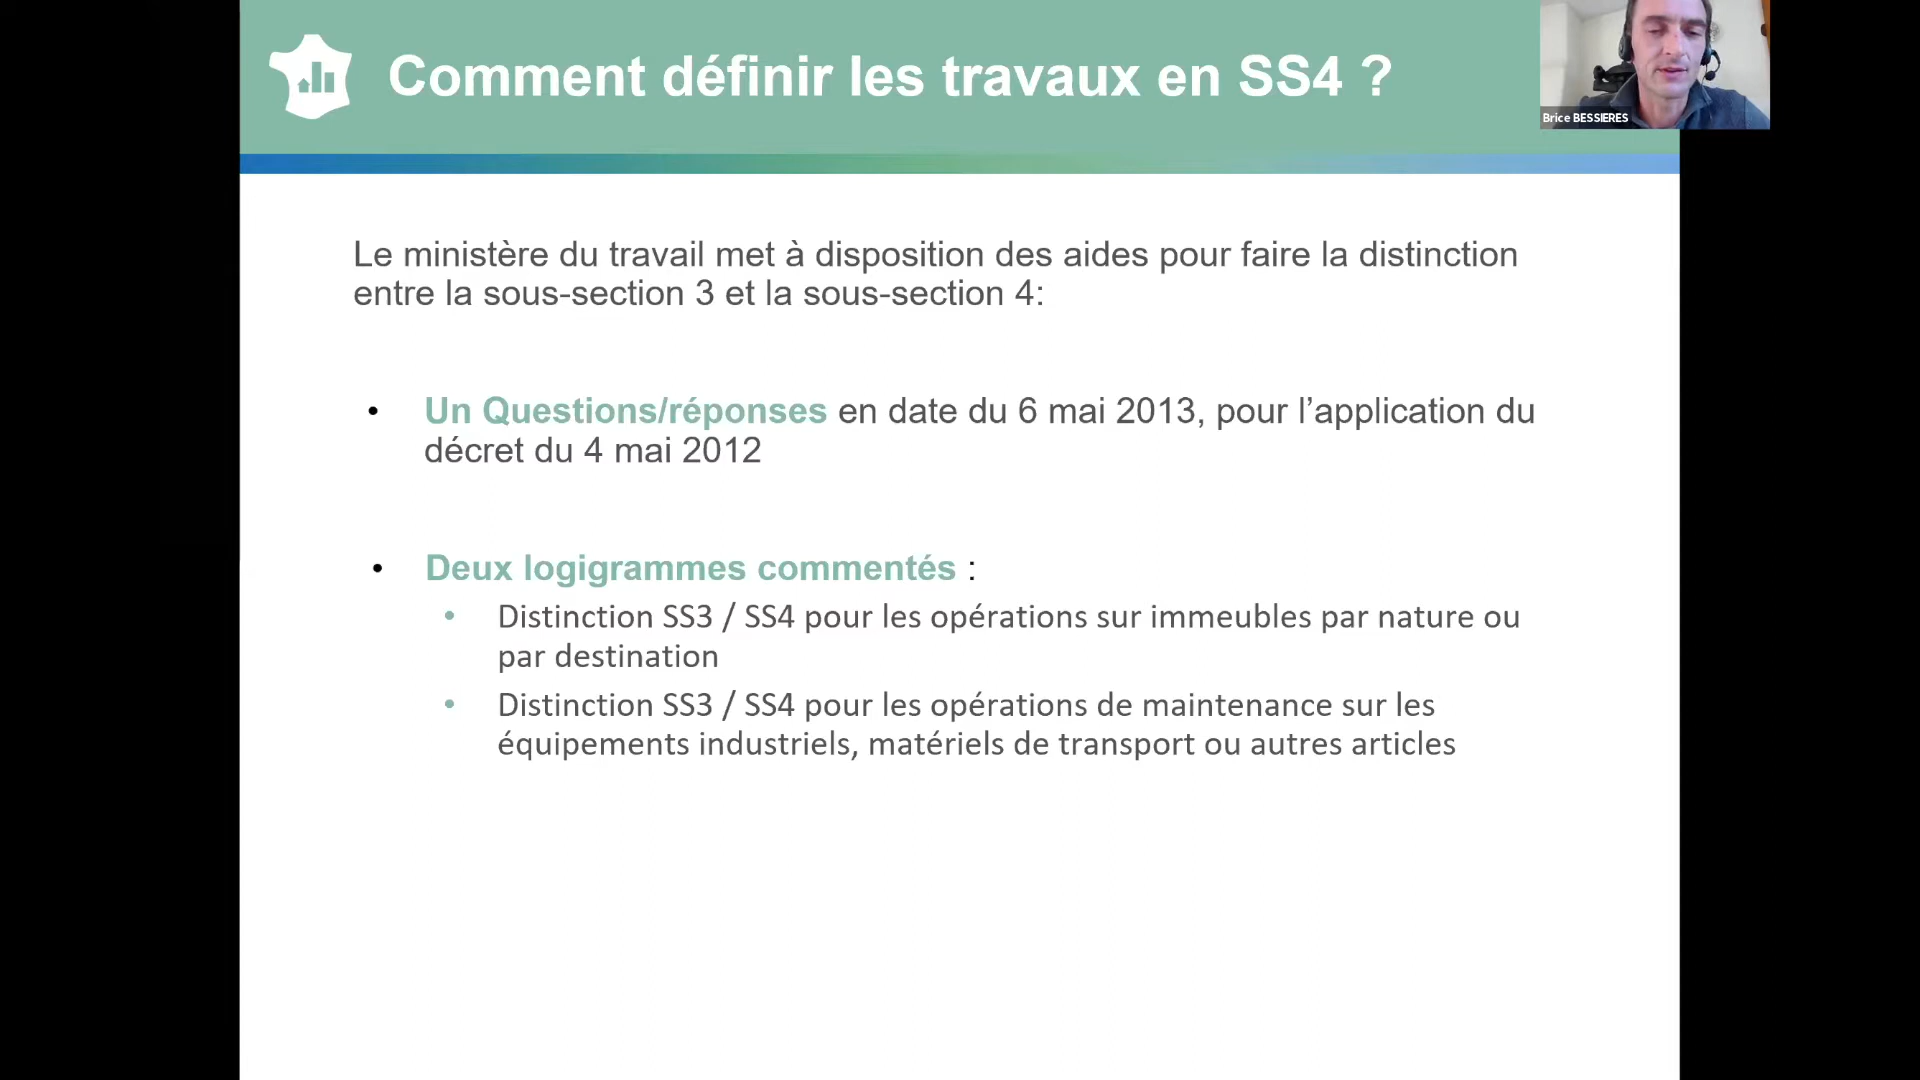 Comment définir les travaux en SS4 ?
Brice BESSIERES
Le ministère du travail met à disposition des aides pour faire la distinction
entre la sous-section 3 et la sous-section 4:
• Un Questions/réponses en date du 6 mai 2013, pour l’application du
décret du 4 mai 2012
• Deux logigrammes commentés :
• Distinction SS3 / SS4 pour les opérations sur immeubles par nature ou
par destination
• Distinction SS3 / SS4 pour les opérations de maintenance sur les
équipements industriels, matériels de transport ou autres articles